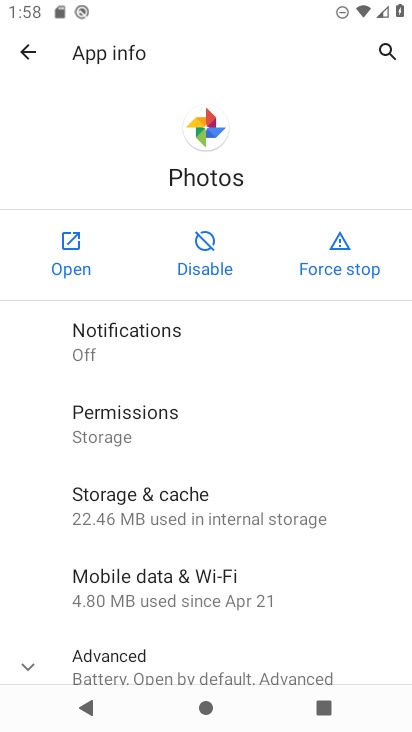 1:58
App info
Photos
Open
Disable
Force stop
Notifications
Off
Permissions
Storage
Storage & cache
22.46 MB used in internal storage
Mobile data & Wi-Fi
4.80 MB used since Apr 21
Advanced
Battery, Open by default, Advanced